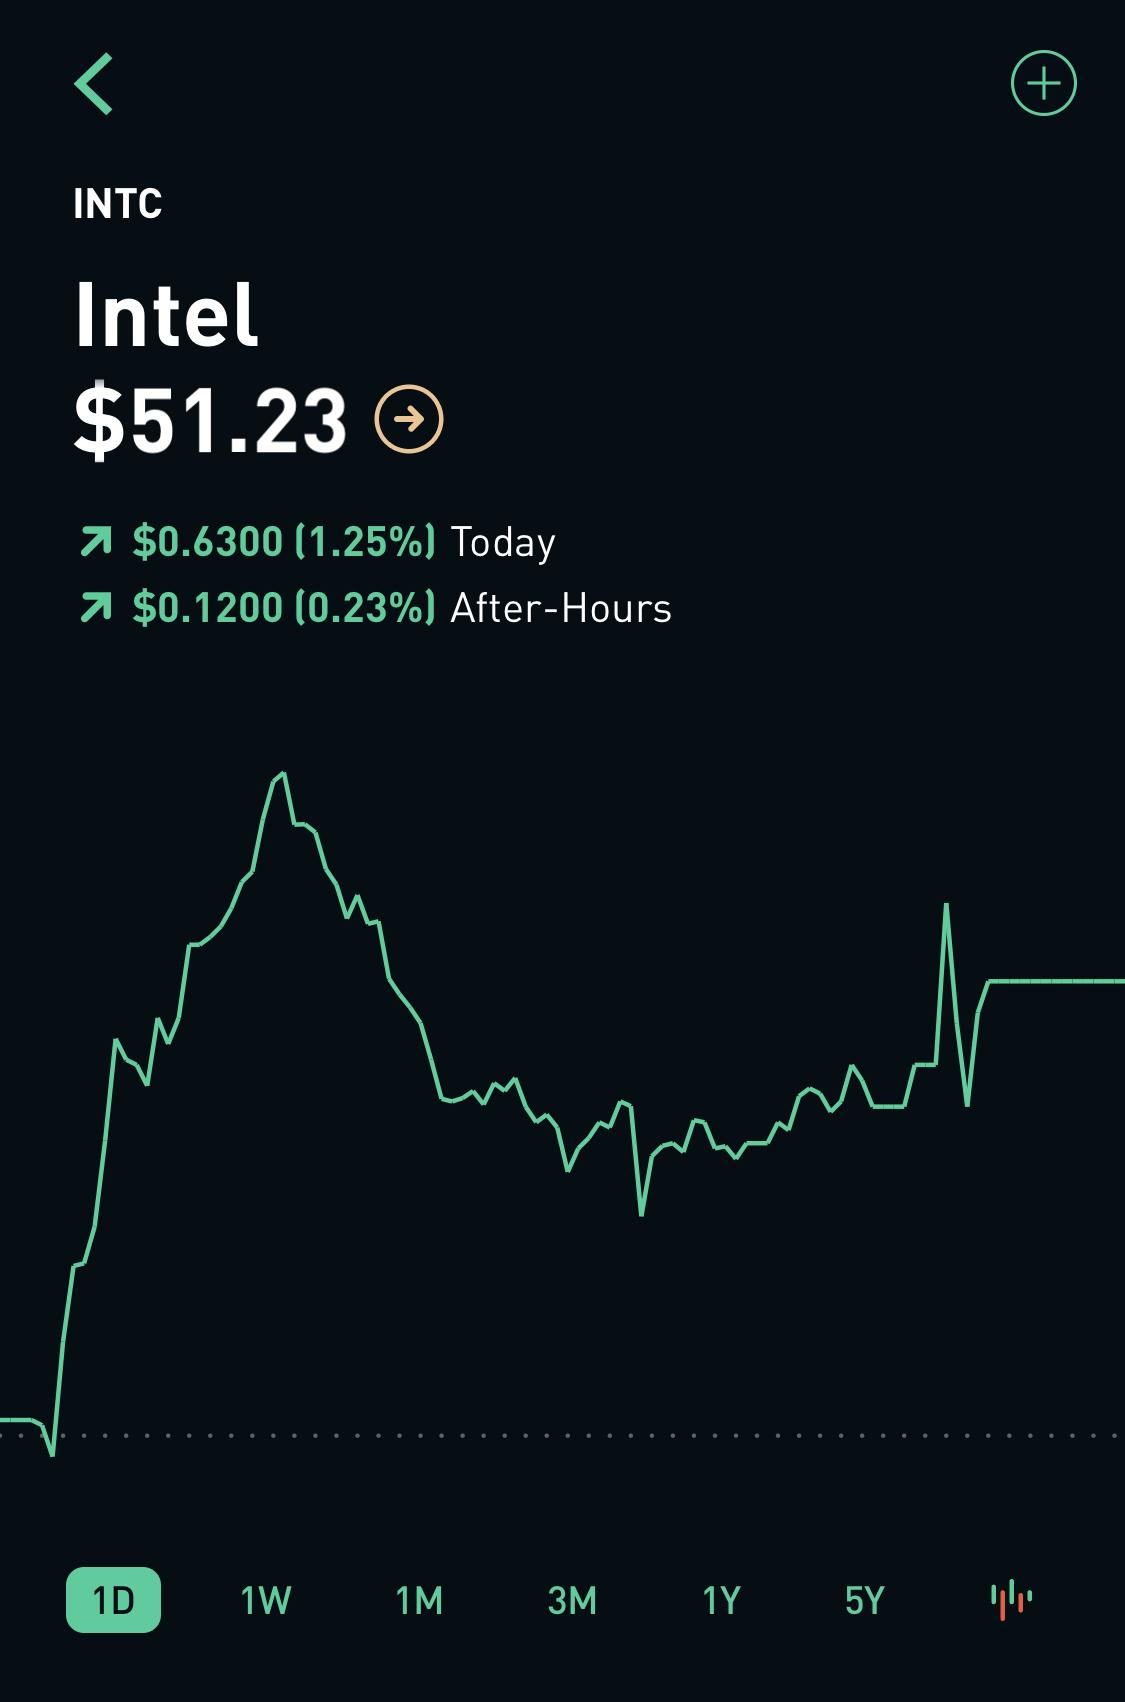 INTC
Intel
$51.23
$0.6300 (1.25%) Today
$0.1200 (0.23%) After-Hours
1D 1W 1M 3M 1Y 5Y